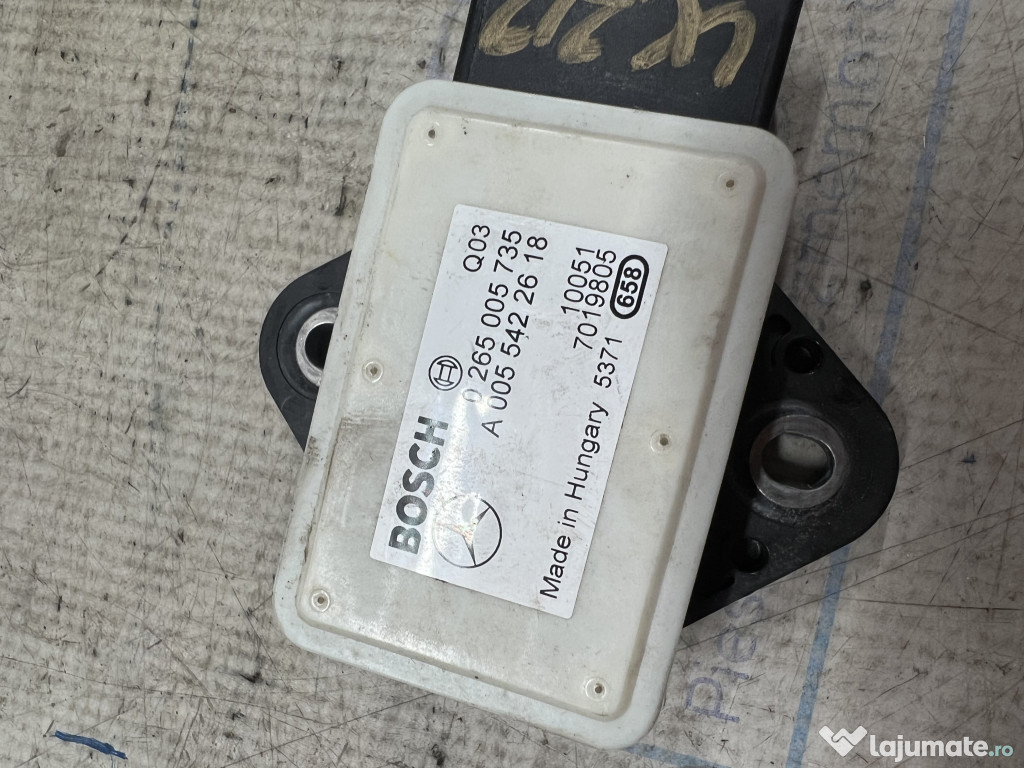 Q03
BOSCH
0 265 005 735
A 005 542 26 18
10051
7019805
Made in Hungary 5371 658
lajumate.ro